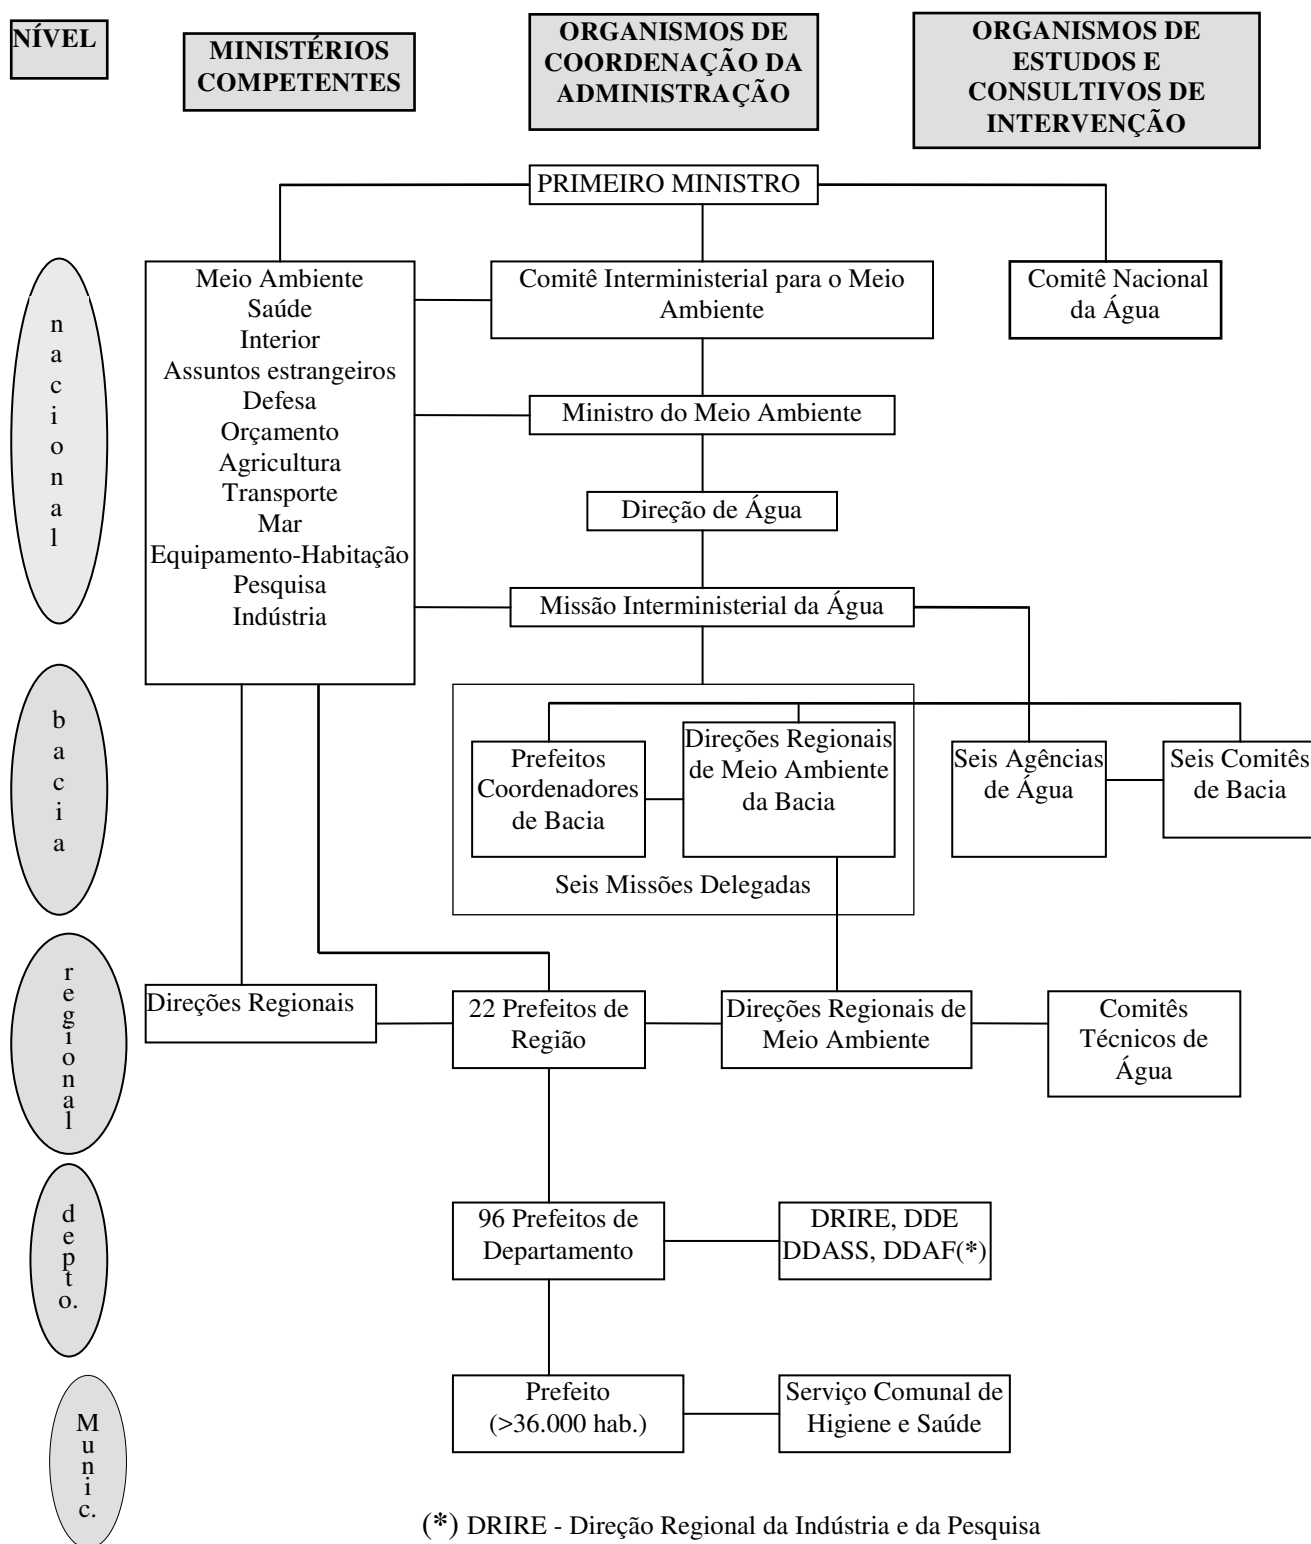 NÍVEL
MINISTÉRIOS
COMPETENTES
ORGANISMOS DE
COORDENAÇÃO DA
ADMINISTRAÇÃO
ORGANISMOS DE
ESTUDOS E
CONSULTIVOS DE
INTERVENÇÃO
PRIMEIRO MINISTRO
nacional
Meio Ambiente
Saúde
Interior
Assuntos estrangeiros
Defesa
Orçamento
Agricultura
Transporte
Mar
Equipamento-Habitação
Pesquisa
Indústria
Comitê Interministerial para o Meio
Ambiente
Comitê Nacional
da Água
Ministro do Meio Ambiente
Direção de Água
Missão Interministerial da Água
bacia
Prefeitos
Coordenadores
de Bacia
Direções Regionais
de Meio Ambiente
da Bacia
Seis Missões Delegadas
Seis Agências
de Água
Seis Comitês
de Bacia
regional
Direções Regionais
22 Prefeitos de
Região
Direções Regionais de
Meio Ambiente
Comitês
Técnicos de
Água
depto.
96 Prefeitos de
Departamento
DRIRE, DDE
DDASS, DDAF(*)
Munic.
Prefeito
(>36.000 hab.)
Serviço Comunal de
Higiene e Saúde
(*) DRIRE - Direção Regional da Indústria e da Pesquisa